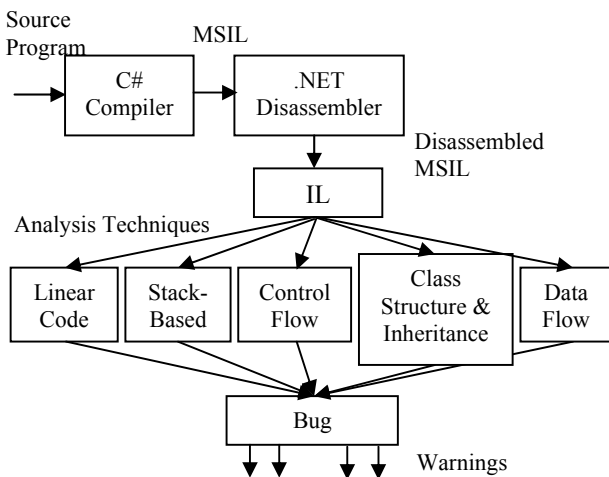 Source
Program
MSIL
C#
Compiler
.NET
Disassembler
Disassembled
MSIL
IL
Analysis Techniques
Linear
Code
Stack-
Based
Control
Flow
Class
Structure &
Inheritance
Data
Flow
Bug
Warnings